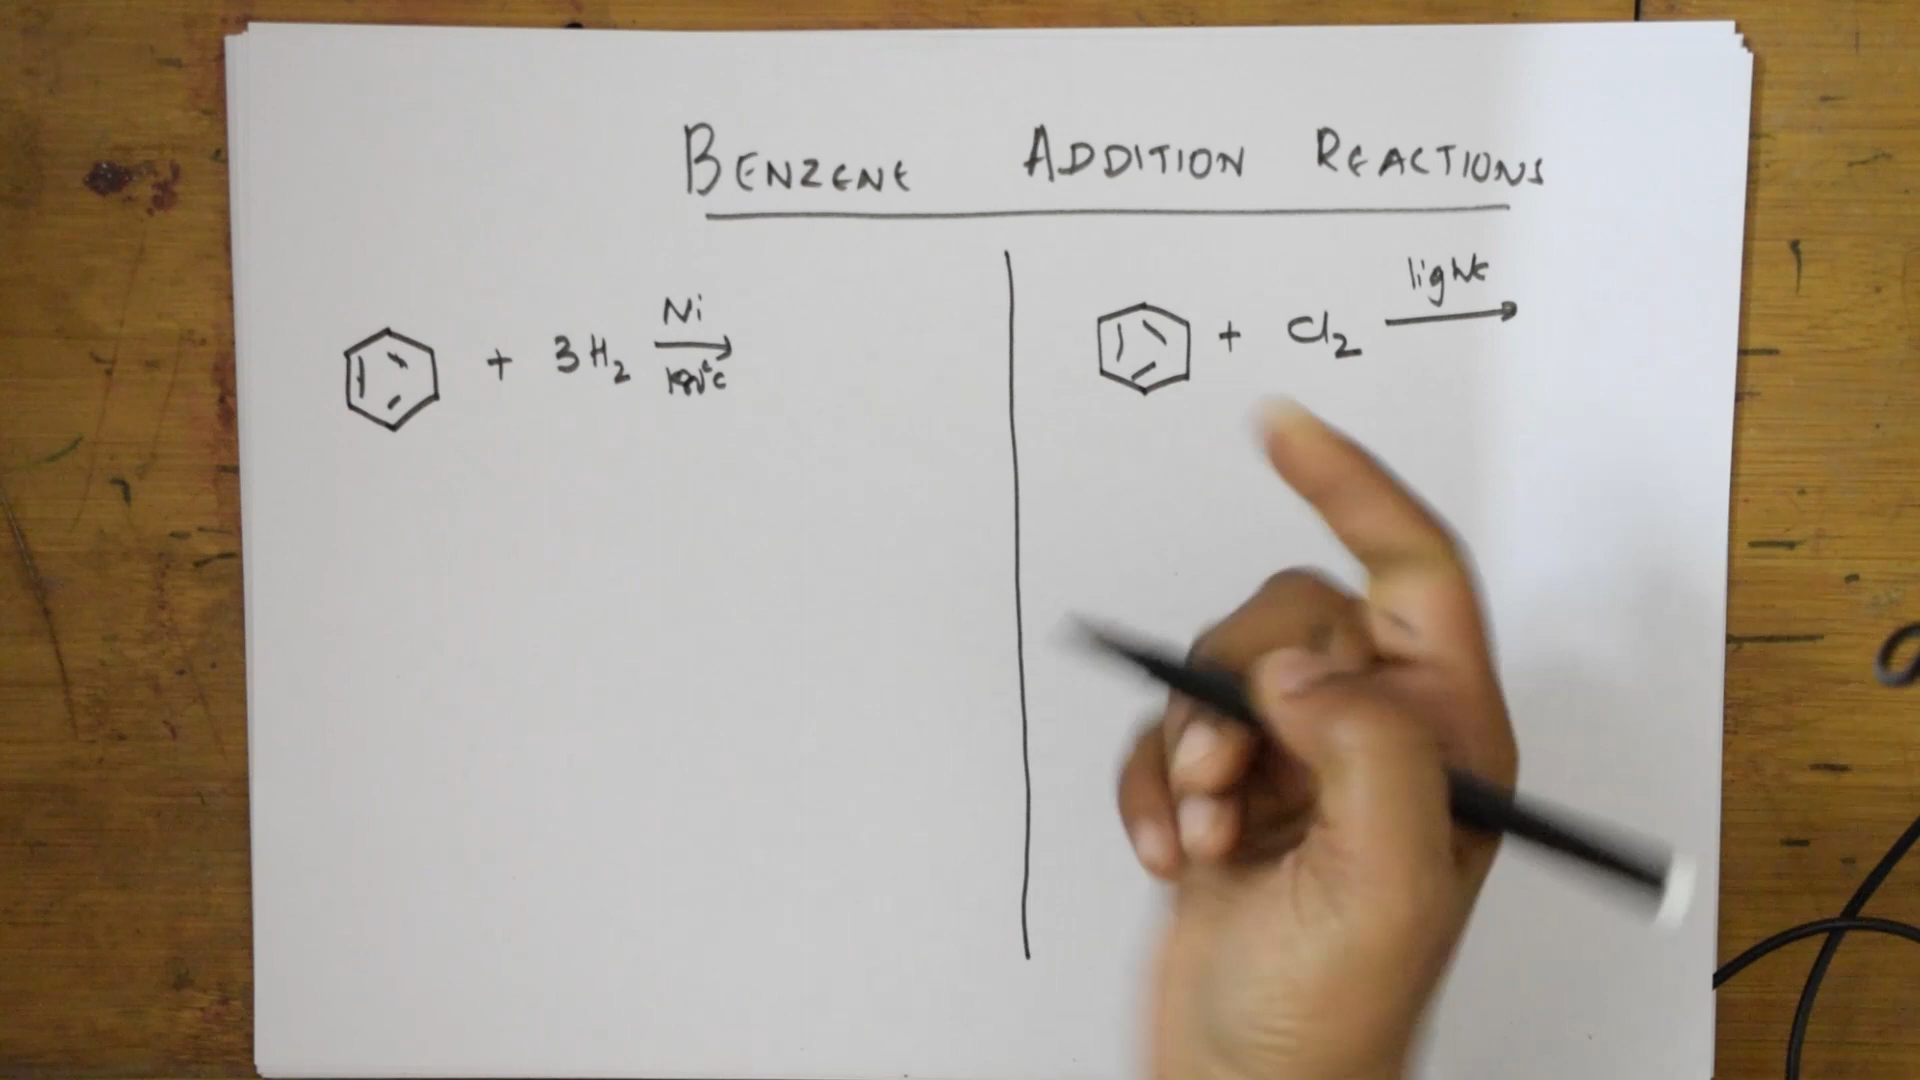 BENZENE ADDITION REACTIONS
Ni
+ 3H₂ →
light
+ Cl₂ →